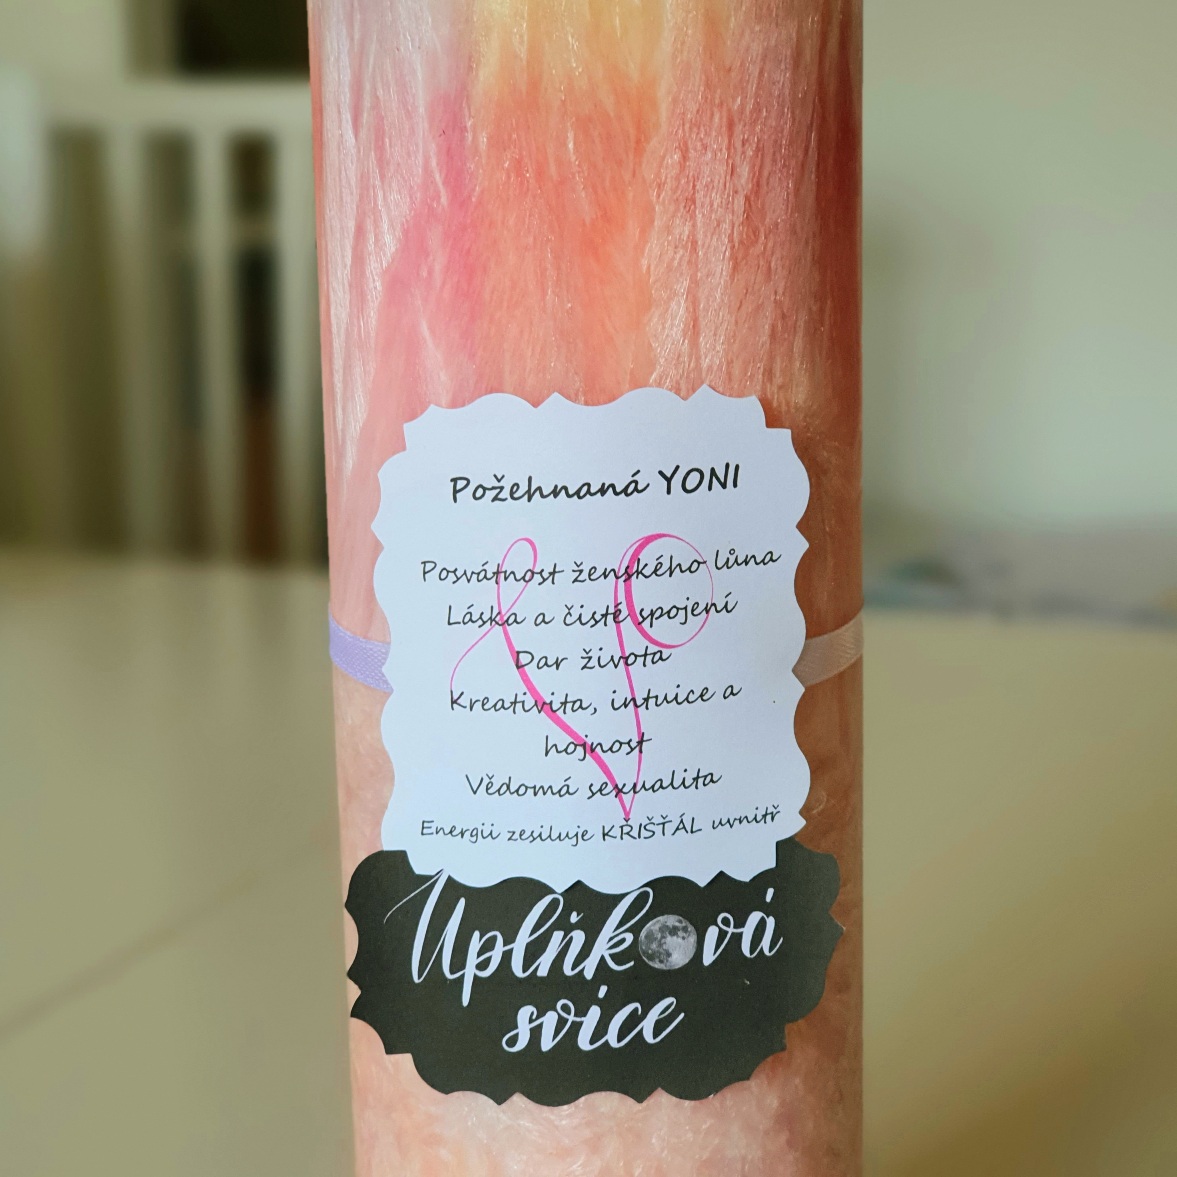 Požehnaná YONI
Posvátnost ženského lůna
Láska a čisté spojení
Dar života
Kreativita, intuice a
hojnost
Vědomá sexualita
Energii zesiluje KŘIŠŤÁL uvnitř
Úplňková
svíce